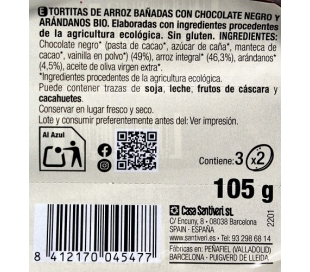 E TORTITAS DE ARROZ BAÑADAS CON CHOCOLATE NEGRO Y
ARÁNDANOS BIO. Elaboradas con ingredientes procedentes
de la agricultura ecológica. Sin gluten. INGREDIENTES:
Chocolate negro* (pasta de cacao*, azúcar de caña*, manteca de
cacao*, vainilla en polvo*) (49%), arroz integral* (46,3%), arándanos*
(4,5%), aceite de oliva virgen extra*.
*Ingredientes procedentes de la agricultura ecológica.
Puede contener trazas de soja, leche, frutos de cáscara y
cacahuetes.
Conservar en lugar fresco y seco.
Lote y consumir preferentemente antes del: Ver impresión.
Al Azul
Contiene: 3 x2
105 g
Casa Santiveri, SL
C/ Encuny, 8 - 08038 Barcelona
SPAIN - ESPAÑA
www.santiveri.es - Tel: 93 298 68 14
Fábricas en: PEÑAFIEL (VALLADOLID)
BARCELONA - PUIGVERD DE LLEIDA
2201
8 412170 045477